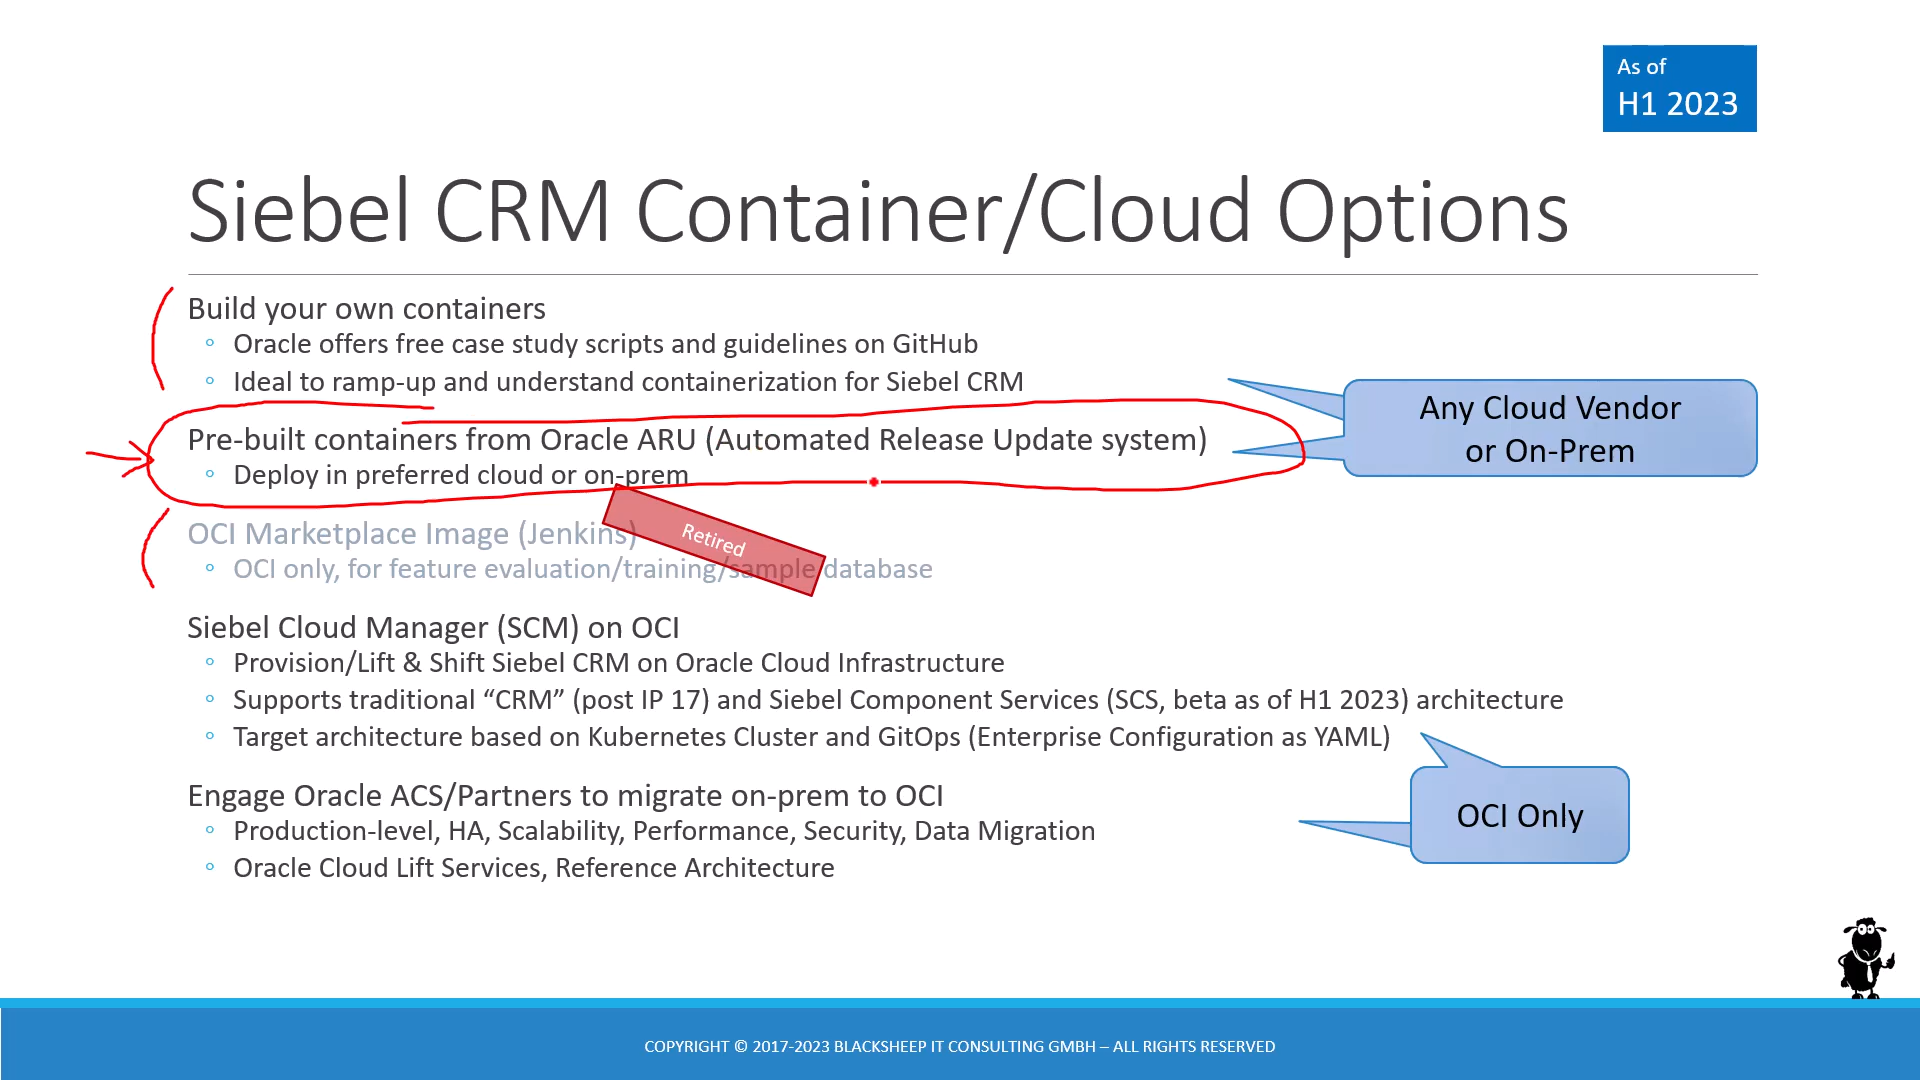 As of
H1 2023
Siebel CRM Container/Cloud Options
Build your own containers
Oracle offers free case study scripts and guidelines on GitHub
Ideal to ramp-up and understand containerization for Siebel CRM
Any Cloud Vendor
or On-Prem
Pre-built containers from Oracle ARU (Automated Release Update system)
Deploy in preferred cloud or on-prem
OCI Marketplace Image (Jenkins)
Retired
OCI only, for feature evaluation/training/sample database
Siebel Cloud Manager (SCM) on OCI
Provision/Lift & Shift Siebel CRM on Oracle Cloud Infrastructure
Supports traditional “CRM” (post IP 17) and Siebel Component Services (SCS, beta as of H1 2023) architecture
Target architecture based on Kubernetes Cluster and GitOps (Enterprise Configuration as YAML)
Engage Oracle ACS/Partners to migrate on-prem to OCI
Production-level, HA, Scalability, Performance, Security, Data Migration
Oracle Cloud Lift Services, Reference Architecture
OCI Only
COPYRIGHT © 2017-2023 BLACKSHEEP IT CONSULTING GMBH – ALL RIGHTS RESERVED